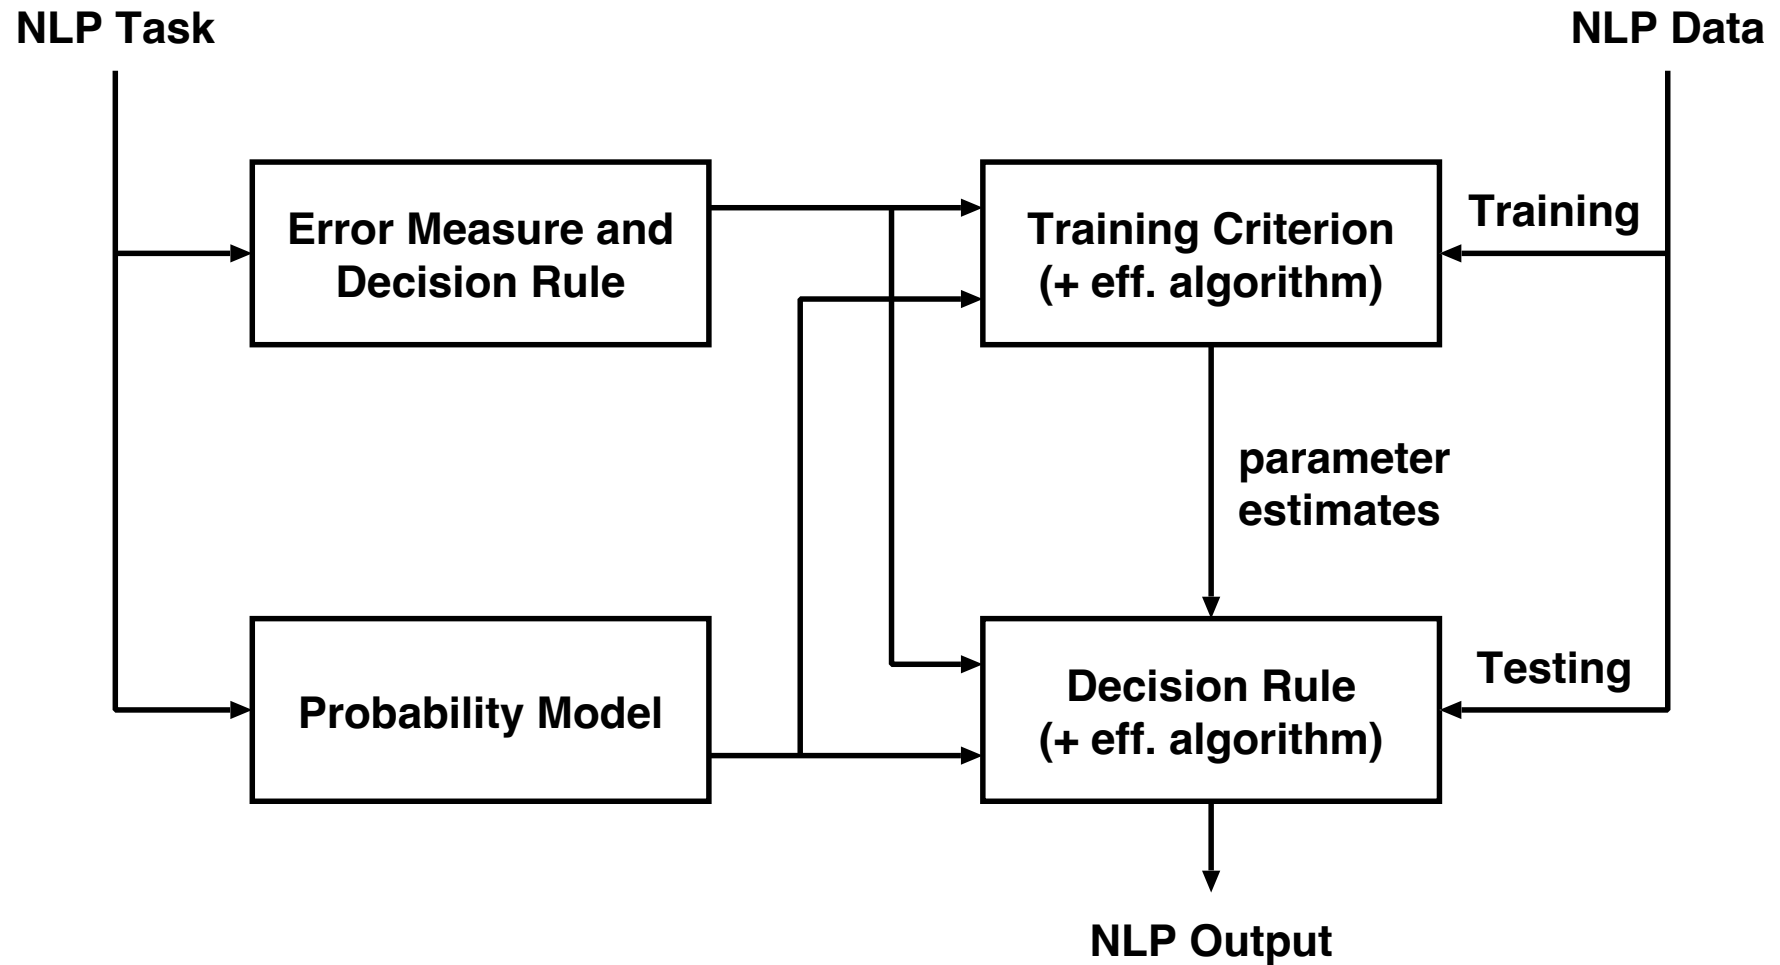 NLP Task
NLP Data
Error Measure and
Decision Rule
Training Criterion
(+ eff. algorithm)
Training
parameter
estimates
Probability Model
Decision Rule
(+ eff. algorithm)
Testing
NLP Output